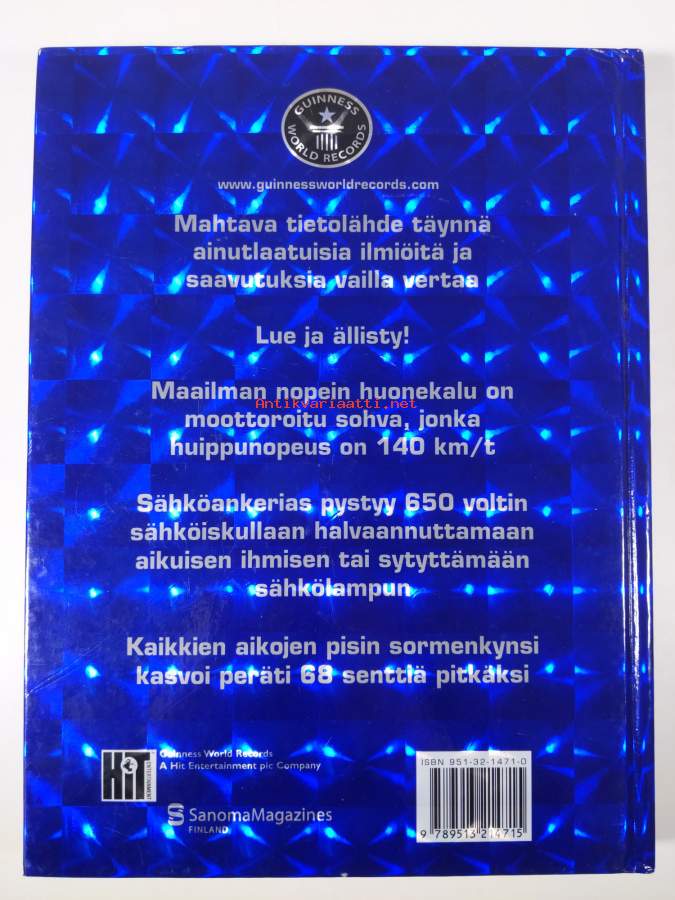 GUINNESS
WORLD RECORDS
www.guinnessworldrecords.com
Mahtava tietolähde täynnä
ainutlaatuisia ilmiöitä ja
saavutuksia vailla vertaa
Lue ja ällisty!
Maailman nopein huonekalu on
Antikvariaatti.net
moottoroitu sohva, jonka
huippunopeus on 140 km/t
Sähköankerias pystyy 650 voltin
sähköiskullaan halvaannuttamaan
aikuisen ihmisen tai sytyttämään
sähkölampun
Kaikkien aikojen pisin sormenkynsi
kasvoi peräti 68 senttiä pitkäksi
HiT
ENTERTAINMENT
Guinness World Records
A Hit Entertainment plc Company
SanomaMagazines
FINLAND
ISBN 951-32-1471-0
9 789513 214715